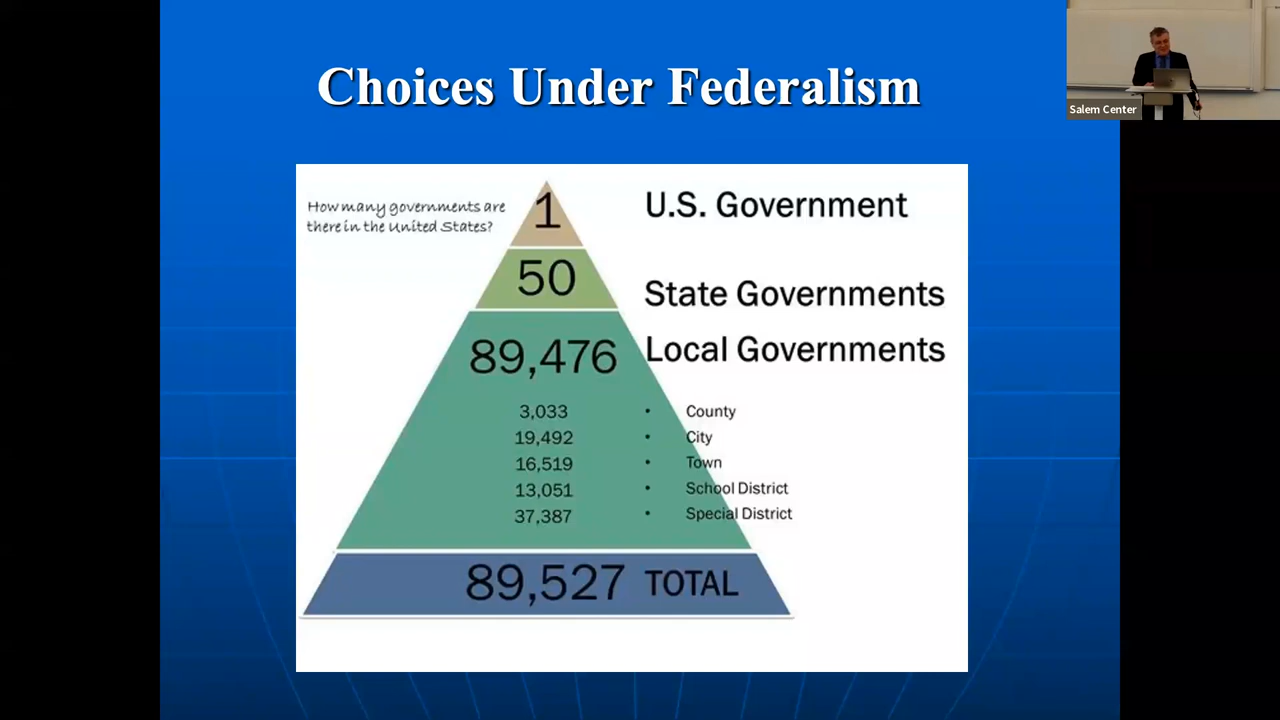 Choices Under Federalism
Salem Center
How many governments are
there in the United States?
1 U.S. Government
50 State Governments
89,476 Local Governments
3,033 • County
19,492 • City
16,519 • Town
13,051 • School District
37,387 • Special District
89,527 TOTAL